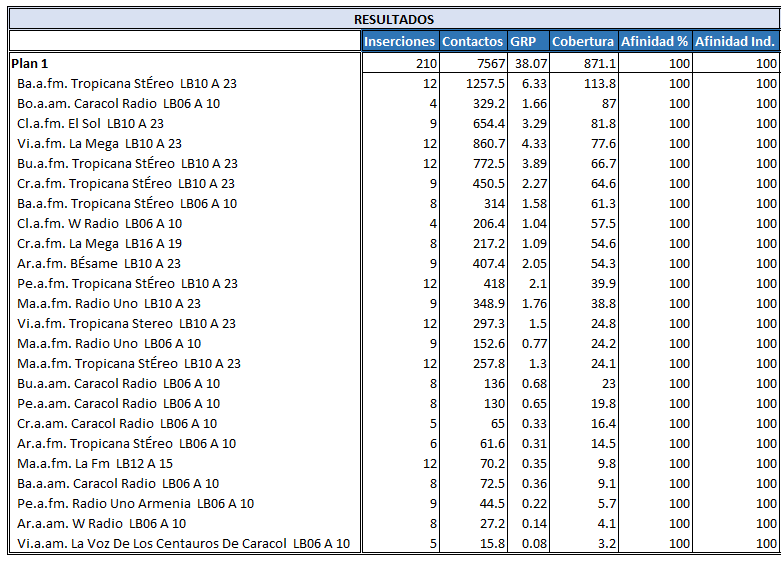 RESULTADOS
Inserciones Contactos GRP Cobertura Afinidad % Afinidad Ind.
Plan 1 210 7567 38.07 871.1 100 100
Ba.a.fm. Tropicana StÉreo LB10 A 23 12 1257.5 6.33 113.8 100 100
Bo.a.am. Caracol Radio LB06 A 10 4 329.2 1.66 87 100 100
Cl.a.fm. El Sol LB10 A 23 9 654.4 3.29 81.8 100 100
Vi.a.fm. La Mega LB10 A 23 12 860.7 4.33 77.6 100 100
Bu.a.fm. Tropicana StÉreo LB10 A 23 12 772.5 3.89 66.7 100 100
Cr.a.fm. Tropicana StÉreo LB10 A 23 9 450.5 2.27 64.6 100 100
Ba.a.fm. Tropicana StÉreo LB06 A 10 8 314 1.58 61.3 100 100
Cl.a.fm. W Radio LB06 A 10 4 206.4 1.04 57.5 100 100
Cr.a.fm. La Mega LB16 A 19 8 217.2 1.09 54.6 100 100
Ar.a.fm. BÉsame LB10 A 23 9 407.4 2.05 54.3 100 100
Pe.a.fm. Tropicana StÉreo LB10 A 23 12 418 2.1 39.9 100 100
Ma.a.fm. Radio Uno LB10 A 23 9 348.9 1.76 38.8 100 100
Vi.a.fm. Tropicana Stereo LB10 A 23 12 297.3 1.5 24.8 100 100
Ma.a.fm. Radio Uno LB06 A 10 9 152.6 0.77 24.2 100 100
Ma.a.fm. Tropicana StÉreo LB10 A 23 12 257.8 1.3 24.1 100 100
Bu.a.am. Caracol Radio LB06 A 10 8 136 0.68 23 100 100
Pe.a.am. Caracol Radio LB06 A 10 8 130 0.65 19.8 100 100
Cr.a.am. Caracol Radio LB06 A 10 5 65 0.33 16.4 100 100
Ar.a.fm. Tropicana StÉreo LB06 A 10 6 61.6 0.31 14.5 100 100
Ma.a.fm. La Fm LB12 A 15 12 70.2 0.35 9.8 100 100
Ba.a.am. Caracol Radio LB06 A 10 8 72.5 0.36 9.1 100 100
Pe.a.fm. Radio Uno Armenia LB06 A 10 9 44.5 0.22 5.7 100 100
Ar.a.am. W Radio LB06 A 10 8 27.2 0.14 4.1 100 100
Vi.a.am. La Voz De Los Centauros De Caracol LB06 A 10 5 15.8 0.08 3.2 100 100